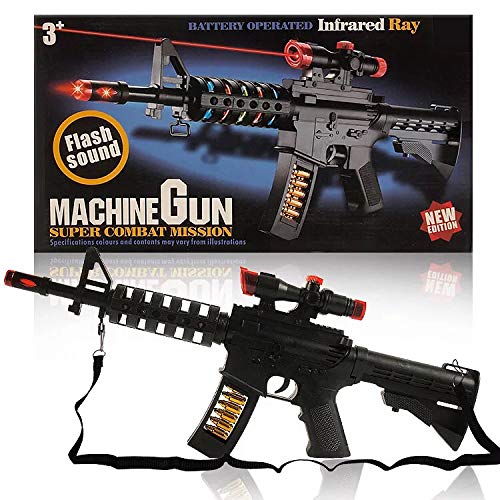 3+
BATTERY OPERATED Infrared Ray
Flash
sound
MACHINE GUN
SUPER COMBAT MISSION
Specifications colours and contents may vary from illustrations
NEW
EDITION